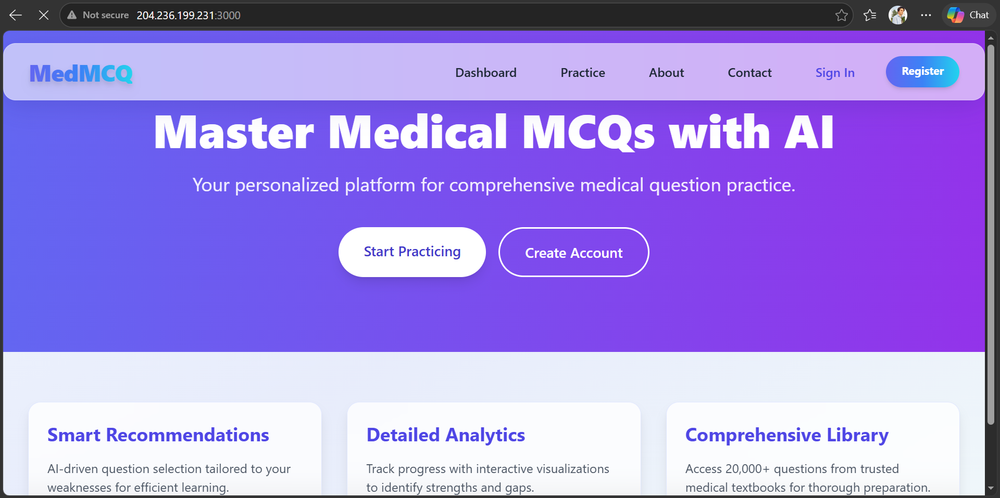 Not secure 204.236.199.231:3000
Chat
MedMCQ
Dashboard
Practice
About
Contact
Sign In
Register
Master Medical MCQs with AI
Your personalized platform for comprehensive medical question practice.
Start Practicing
Create Account
Smart Recommendations
AI-driven question selection tailored to your
weaknesses for efficient learning.
Detailed Analytics
Track progress with interactive visualizations
to identify strengths and gaps.
Comprehensive Library
Access 20,000+ questions from trusted
medical textbooks for thorough preparation.